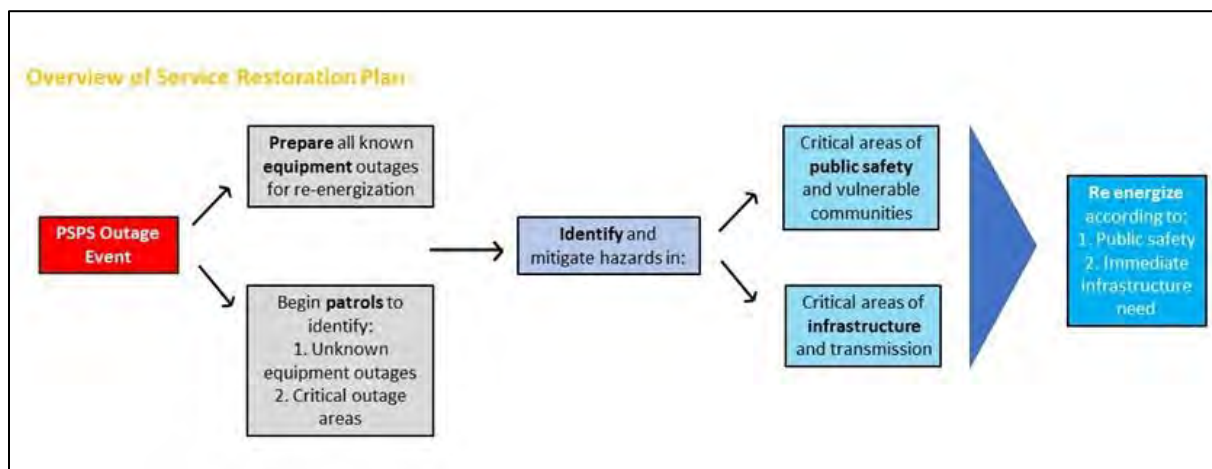 Overview of Service Restoration Plan
PSPS Outage
Event
Prepare all known
equipment outages
for re-energization
Begin patrols to
identify:
1. Unknown
equipment outages
2. Critical outage
areas
Identify and
mitigate hazards in:
Critical areas of
public safety
and vulnerable
communities
Critical areas of
infrastructure
and transmission
Re energize
according to:
1. Public safety
2. Immediate
infrastructure
need